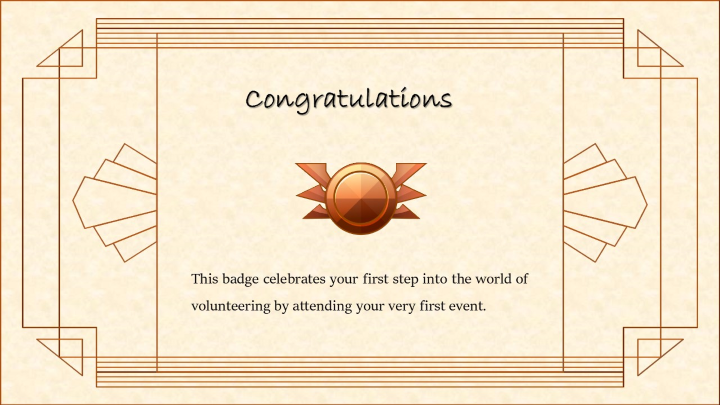 Congratulations
This badge celebrates your first step into the world of
volunteering by attending your very first event.